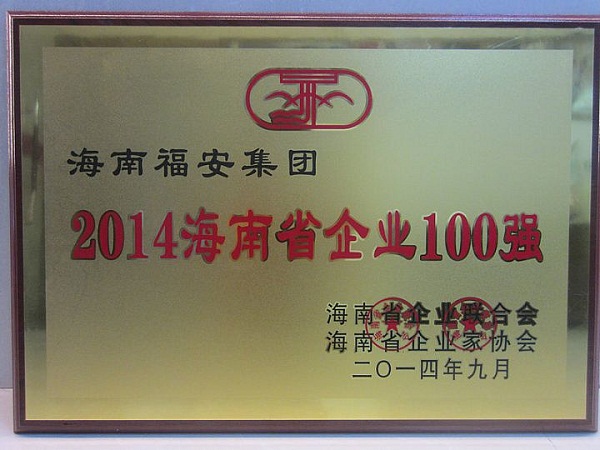 海南福安集团
2014海南省企业100强
海南省企业联合会
海南省企业家协会
二〇一四年九月